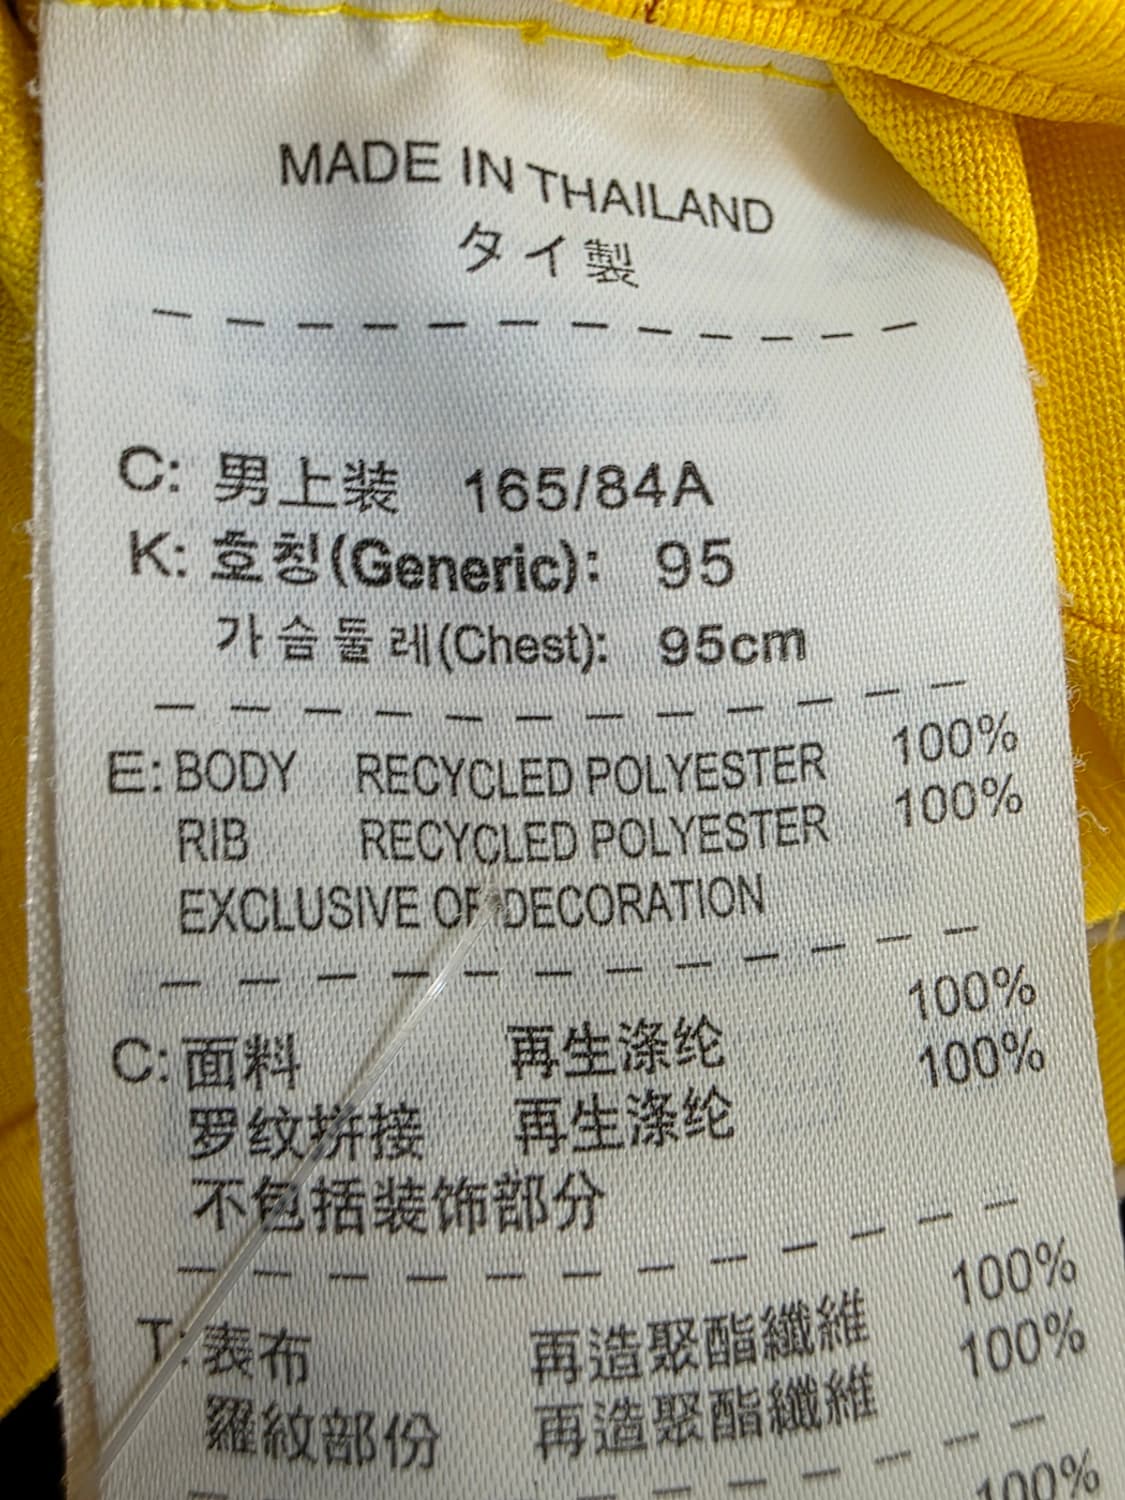 MADE IN THAILAND
タイ製
C: 男上装 165/84A
K: 호칭(Generic): 95
가슴둘레(Chest): 95cm
E: BODY RECYCLED POLYESTER 100%
RIB RECYCLED POLYESTER 100%
EXCLUSIVE OF DECORATION
C: 面料 再生涤纶 100%
罗纹拼接 再生涤纶 100%
不包括装饰部分
T: 表布 再造聚酯纖維 100%
羅紋部份 再造聚酯纖維 100%
100%